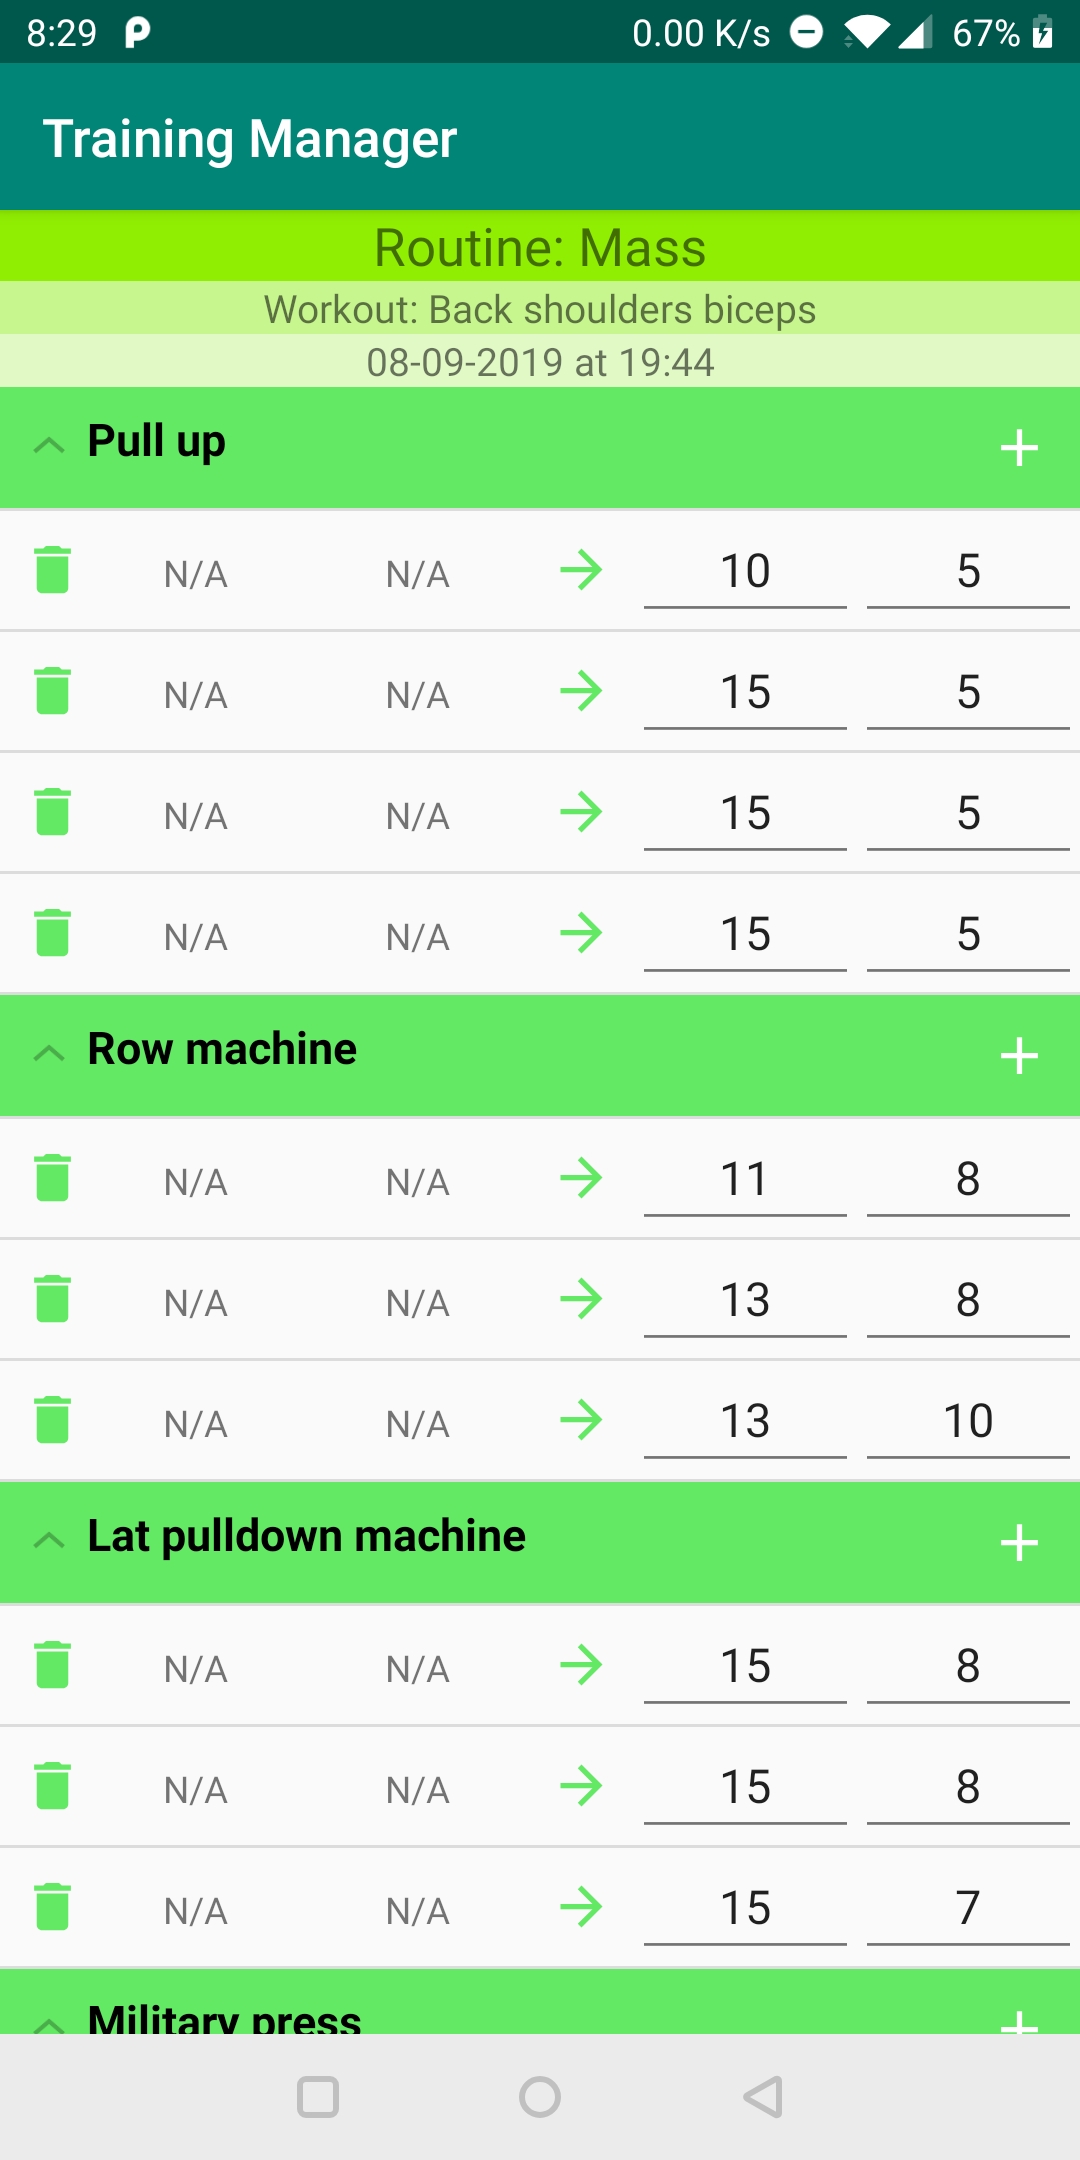 8:29 0.00 K/s 67%
Training Manager
Routine: Mass
Workout: Back shoulders biceps
08-09-2019 at 19:44
Pull up +
N/A N/A → 10 5
N/A N/A → 15 5
N/A N/A → 15 5
N/A N/A → 15 5
Row machine +
N/A N/A → 11 8
N/A N/A → 13 8
N/A N/A → 13 10
Lat pulldown machine +
N/A N/A → 15 8
N/A N/A → 15 8
N/A N/A → 15 7
Military press +